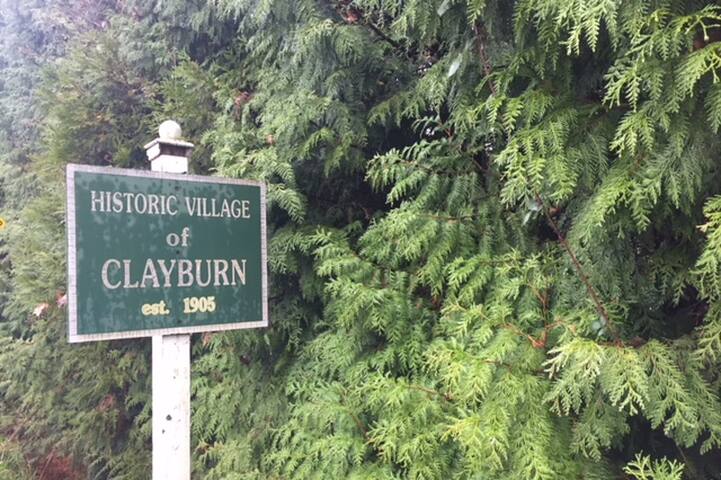 HISTORIC VILLAGE
of
CLAYBURN
est. 1905